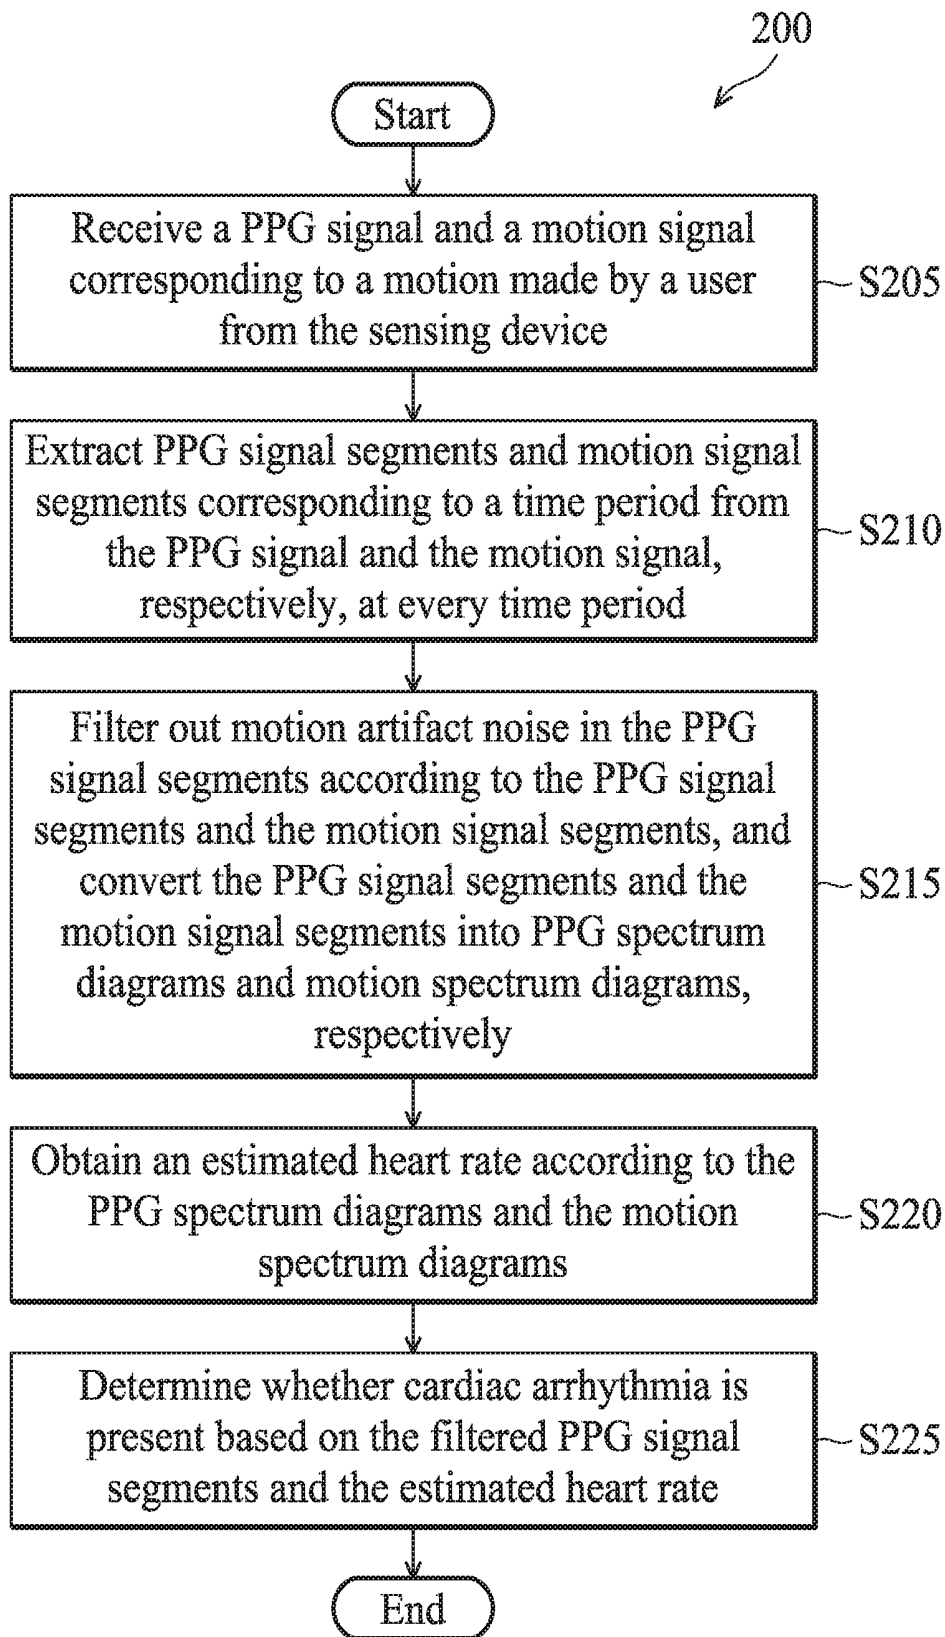 200
Start
Receive a PPG signal and a motion signal
corresponding to a motion made by a user
from the sensing device
S205
Extract PPG signal segments and motion signal
segments corresponding to a time period from
the PPG signal and the motion signal,
respectively, at every time period
S210
Filter out motion artifact noise in the PPG
signal segments according to the PPG signal
segments and the motion signal segments, and
convert the PPG signal segments and the
motion signal segments into PPG spectrum
diagrams and motion spectrum diagrams,
respectively
S215
Obtain an estimated heart rate according to the
PPG spectrum diagrams and the motion
spectrum diagrams
S220
Determine whether cardiac arrhythmia is
present based on the filtered PPG signal
segments and the estimated heart rate
S225
End